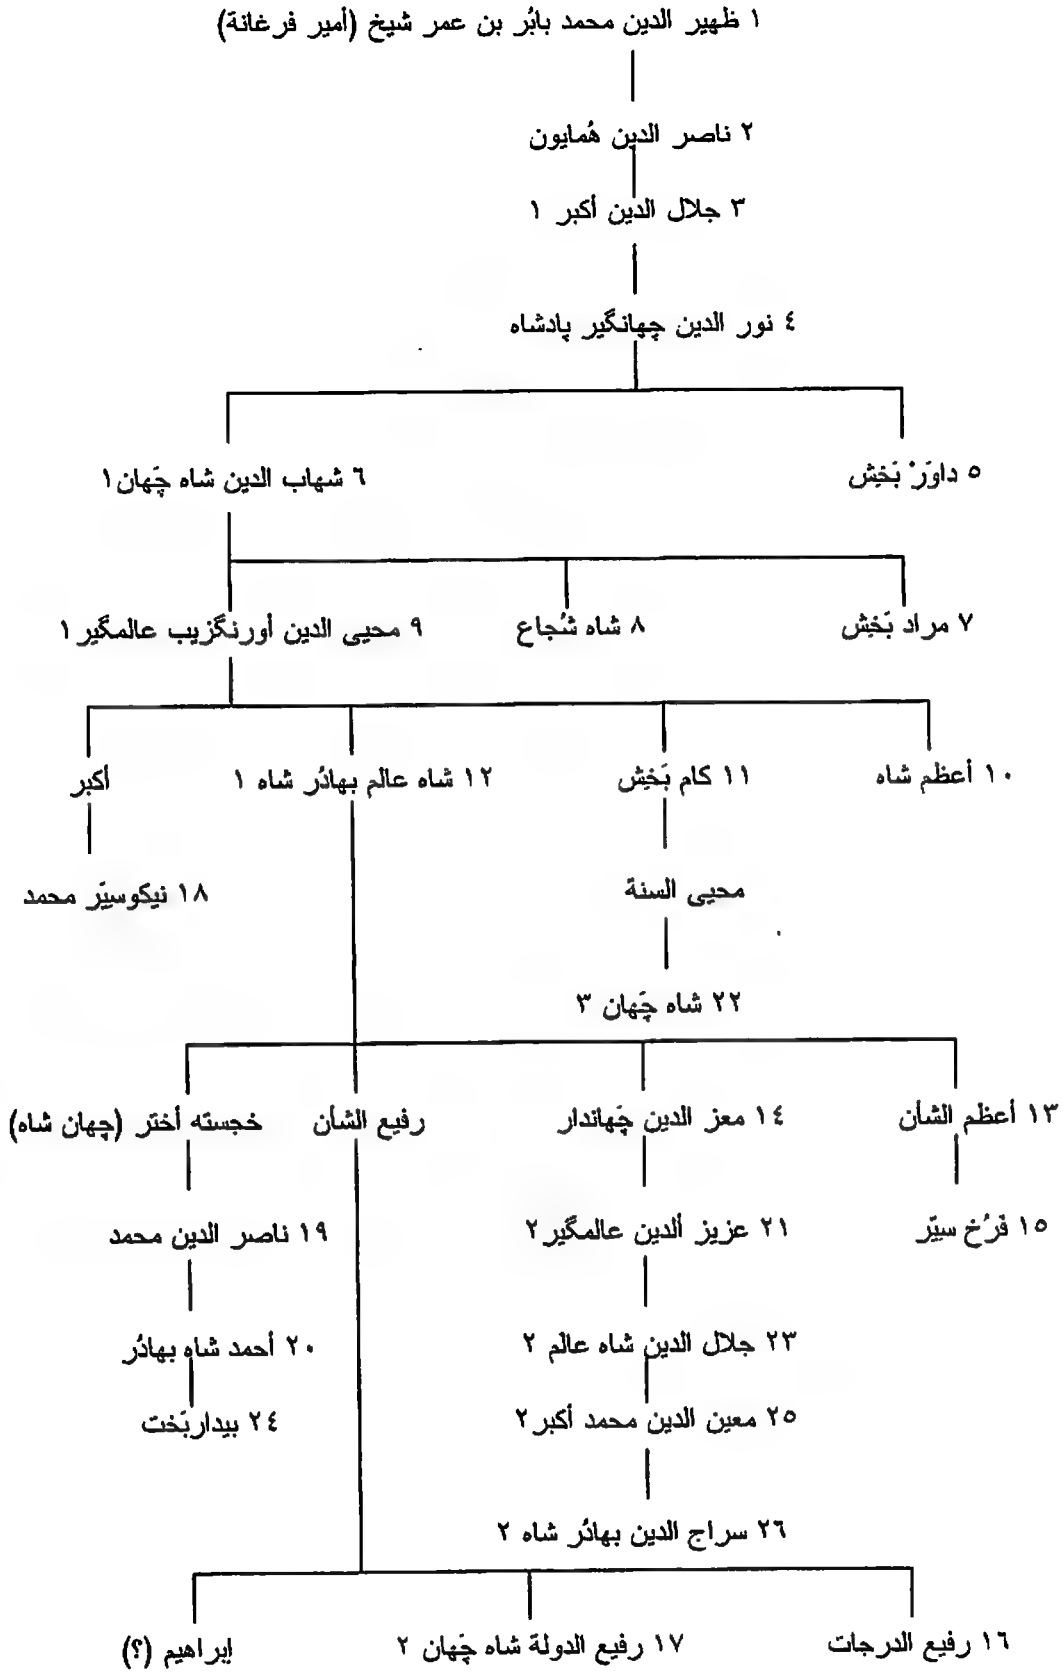 ١ ظهير الدين محمد بابُر بن عمر شيخ (أمير فرغانة)
٢ ناصر الدين هُمايون
٣ جلال الدين أكبر ١
٤ نور الدين چهانگير پادشاه
٥ داوَرْ بَخِش
٦ شهاب الدين شاه چَهان١
٧ مراد بَخِش
٨ شاه شُجاع
٩ محيى الدين أورنگزيب عالمگير١
١٠ أعظم شاه
١١ كام بَخِش
١٢ شاه عالم بهادُر شاه ١
أكبر
محيى السنة
١٨ نيكوسيَر محمد
٢٢ شاه چَهان ٣
١٣ أعظم الشأن
١٤ معز الدين چَهاندار
رفيع الشأن
خجسته أختر (چهان شاه)
١٥ فَرُخ سيَر
٢١ عزيز ألدين عالمگير٢
١٩ ناصر الدين محمد
٢٣ جلال الدين شاه عالم ٢
٢٠ أحمد شاه بهادُر
٢٥ معين الدين محمد أكبر٢
٢٤ بيداربَخت
٢٦ سراج الدين بهادُر شاه ٢
١٦ رفيع الدرجات
١٧ رفيع الدولة شاه چَهان ٢
إبراهيم (؟)